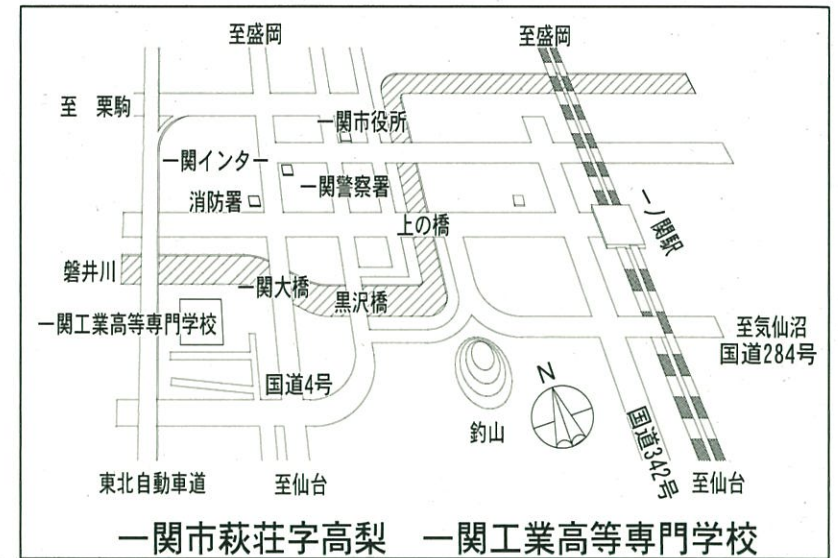 至盛岡
至盛岡
至 栗駒
一関市役所
一関インター
一関警察署
消防署
上の橋
一ノ関駅
磐井川
一関大橋
黒沢橋
一関工業高等専門学校
至気仙沼
国道284号
国道4号
N
釣山
国道342号
東北自動車道
至仙台
至仙台
一関市萩荘字高梨 一関工業高等専門学校